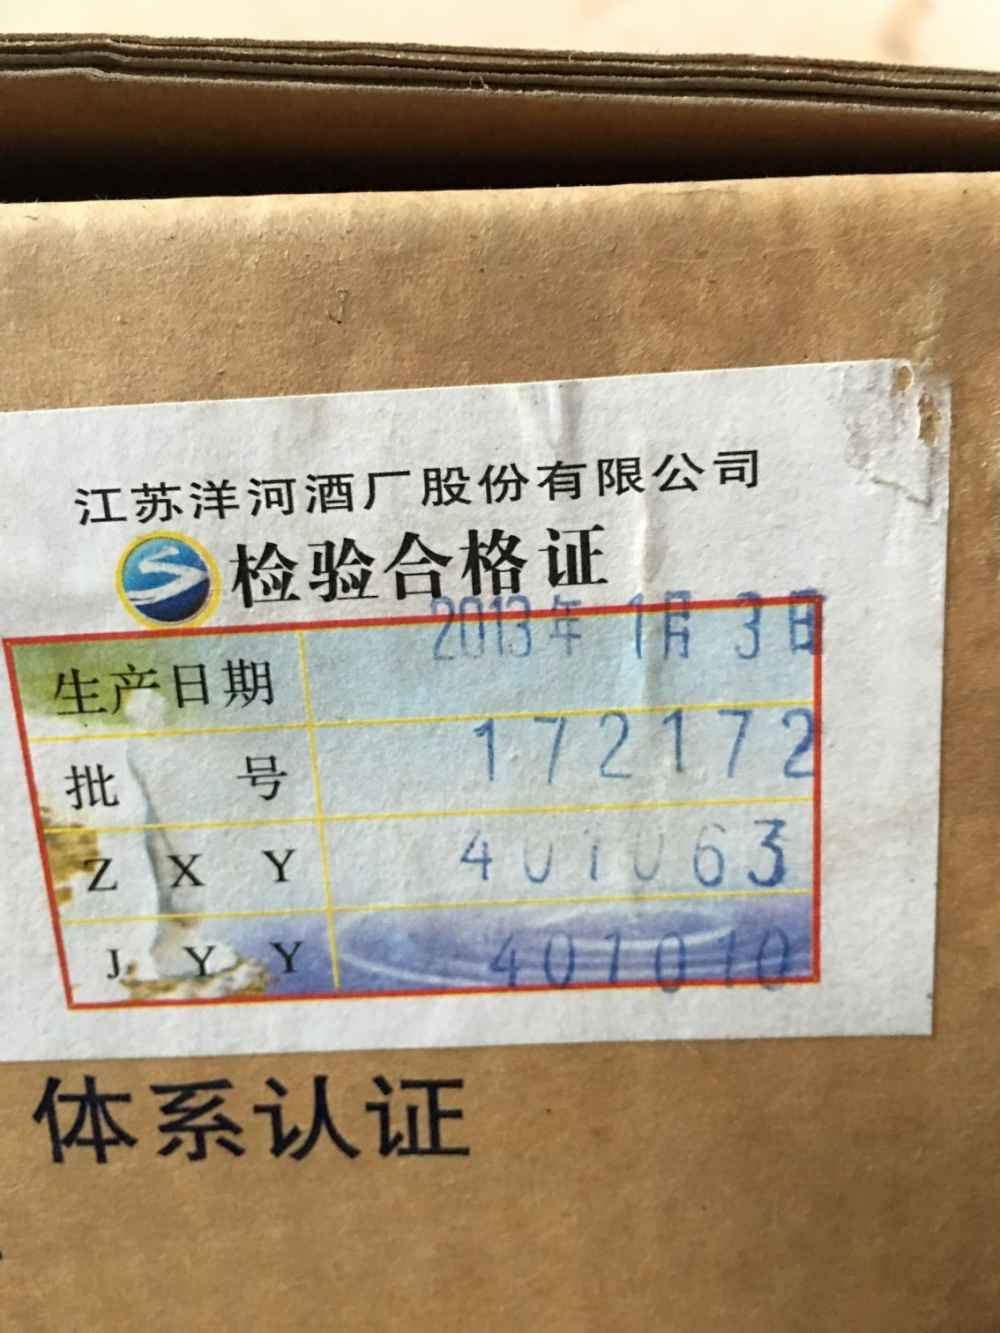 江苏洋河酒厂股份有限公司
检验合格证
生产日期 2013年 1月 3日
批 号 172172
Z X Y 401063
J Y Y 401010
体系认证